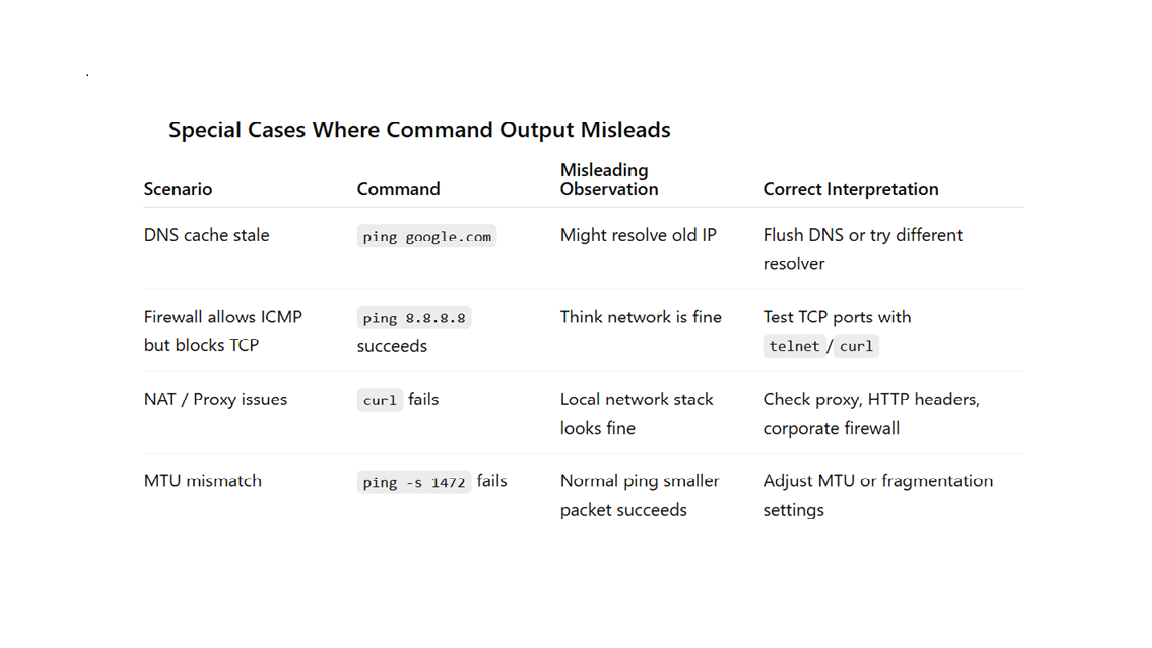 .
Special Cases Where Command Output Misleads
Scenario Command Misleading Observation Correct Interpretation
DNS cache stale ping google.com Might resolve old IP Flush DNS or try different
resolver
Firewall allows ICMP ping 8.8.8.8 Think network is fine Test TCP ports with
but blocks TCP succeeds telnet / curl
NAT / Proxy issues curl fails Local network stack Check proxy, HTTP headers,
looks fine corporate firewall
MTU mismatch ping -s 1472 fails Normal ping smaller Adjust MTU or fragmentation
packet succeeds settings